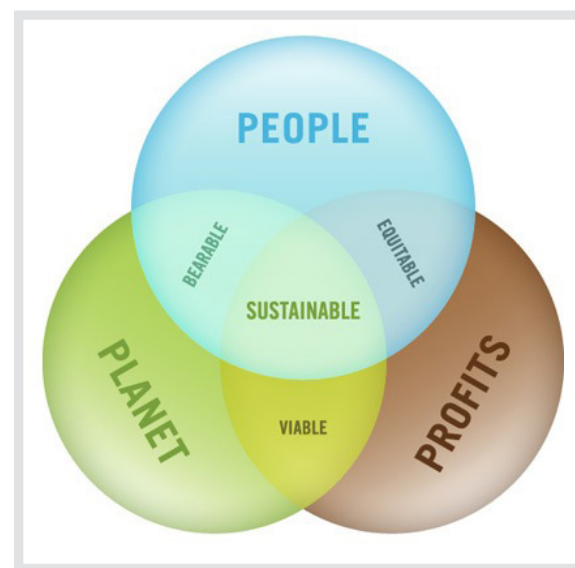 PEOPLE
BEARABLE
EQUITABLE
SUSTAINABLE
PLANET
PROFITS
VIABLE